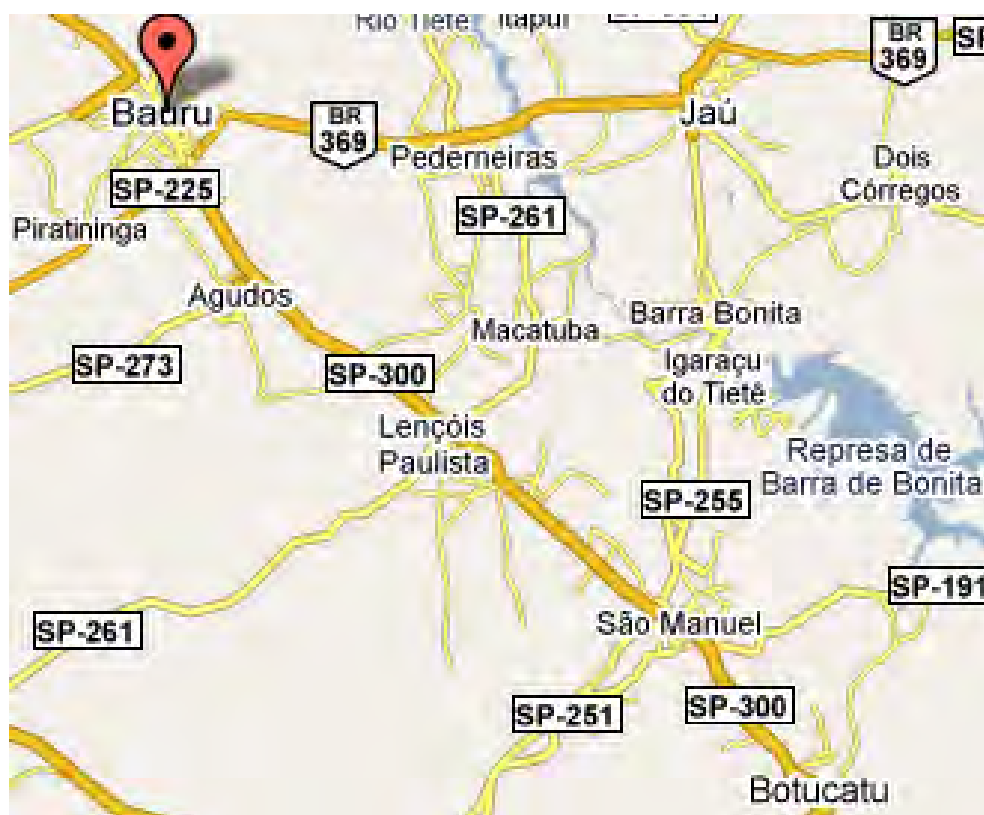 Rio Tietê
Itapuí
BR
369
SP
Bauru
BR
369
Jaú
Pederneiras
Dois
Córregos
SP-225
SP-261
Piratininga
Agudos
Macatuba
Barra Bonita
SP-273
SP-300
Igaraçu
do Tietê
Lençóis
Paulista
Represa de
Barra de Bonita
SP-255
SP-191
SP-261
São Manuel
SP-251
SP-300
Botucatu